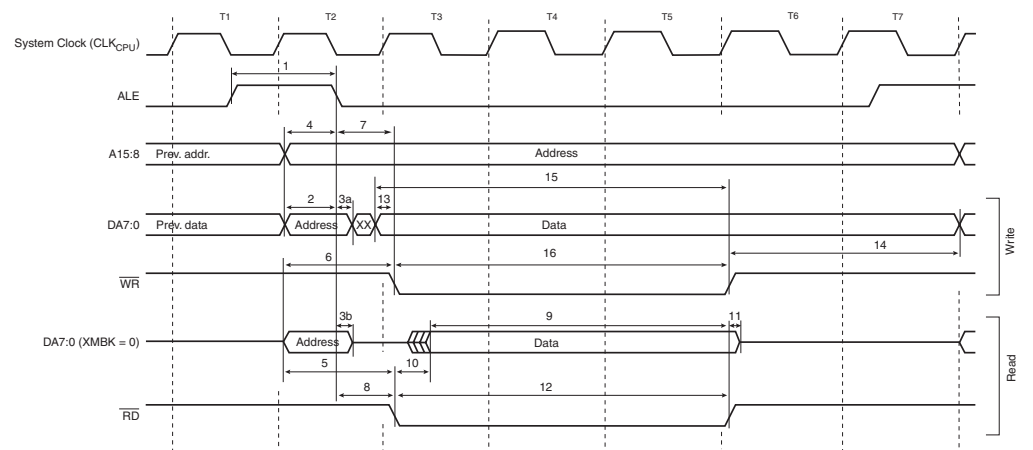 T1 T2 T3 T4 T5 T6 T7
System Clock (CLKCPU)
1
ALE
4 7
A15:8 Prev. addr. Address
15
2 3a 13
DA7:0 Prev. data Address XX Data
14
6 16
WR
Write
3b 9 11
DA7:0 (XMBK = 0) Address Data
5 10
8 12
RD
Read